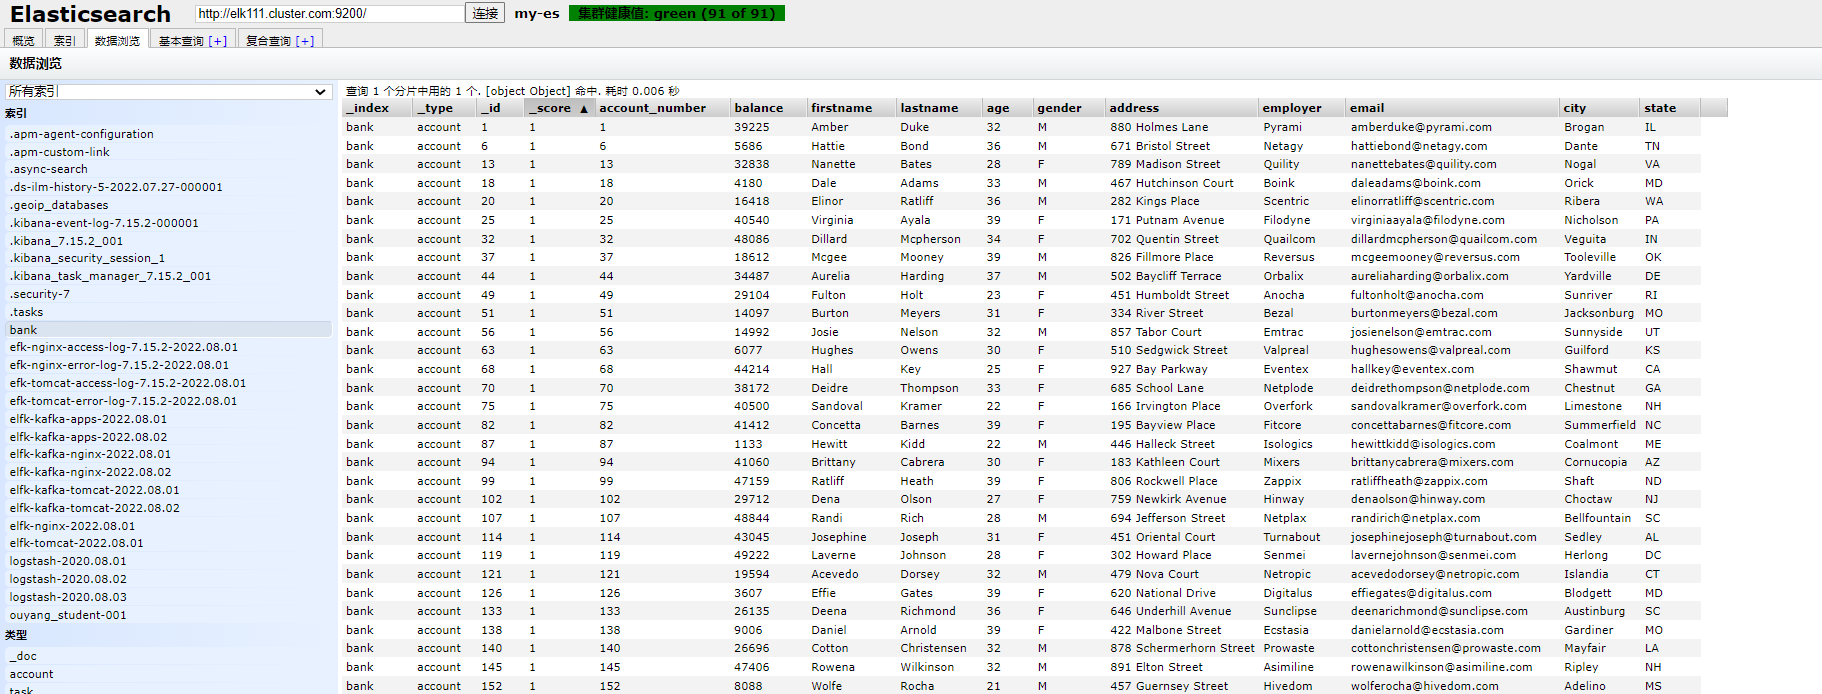 Elasticsearch http://elk111.cluster.com:9200/ 连接 my-es 集群健康值: green (91 of 91)
概览 索引 数据浏览 基本查询 [+] 复合查询 [+]
数据浏览
所有索引
索引
.apm-agent-configuration
.apm-custom-link
.async-search
.ds-ilm-history-5-2022.07.27-000001
.geoip_databases
.kibana-event-log-7.15.2-000001
.kibana_7.15.2_001
.kibana_security_session_1
.kibana_task_manager_7.15.2_001
.security-7
.tasks
bank
efk-nginx-access-log-7.15.2-2022.08.01
efk-nginx-error-log-7.15.2-2022.08.01
efk-tomcat-access-log-7.15.2-2022.08.01
efk-tomcat-error-log-7.15.2-2022.08.01
elfk-kafka-apps-2022.08.01
elfk-kafka-apps-2022.08.02
elfk-kafka-nginx-2022.08.01
elfk-kafka-nginx-2022.08.02
elfk-kafka-tomcat-2022.08.01
elfk-kafka-tomcat-2022.08.02
elfk-nginx-2022.08.01
elfk-tomcat-2022.08.01
logstash-2020.08.01
logstash-2020.08.02
logstash-2020.08.03
ouyang_student-001
类型
_doc
account
task
查询 1 个分片中用的 1 个. [object Object] 命中. 耗时 0.006 秒
_index _type _id _score ▲ account_number balance firstname lastname age gender address employer email city state
bank account 1 1 1 39225 Amber Duke 32 M 880 Holmes Lane Pyrami amberduke@pyrami.com Brogan IL
bank account 6 1 6 5686 Hattie Bond 36 M 671 Bristol Street Netagy hattiebond@netagy.com Dante TN
bank account 13 1 13 32838 Nanette Bates 28 F 789 Madison Street Quility nanettebates@quility.com Nogal VA
bank account 18 1 18 4180 Dale Adams 33 M 467 Hutchinson Court Boink daleadams@boink.com Orick MD
bank account 20 1 20 16418 Elinor Ratliff 36 M 282 Kings Place Scentric elinorratliff@scentric.com Ribera WA
bank account 25 1 25 40540 Virginia Ayala 39 F 171 Putnam Avenue Filodyne virginiaayala@filodyne.com Nicholson PA
bank account 32 1 32 48086 Dillard Mcpherson 34 F 702 Quentin Street Quailcom dillardmcpherson@quailcom.com Veguita IN
bank account 37 1 37 18612 Mcgee Mooney 39 M 826 Fillmore Place Reversus mcgeemooney@reversus.com Tooleville OK
bank account 44 1 44 34487 Aurelia Harding 37 M 502 Baycliff Terrace Orbalix aureliaharding@orbalix.com Yardville DE
bank account 49 1 49 29104 Fulton Holt 23 F 451 Humboldt Street Anocha fultonholt@anocha.com Sunriver RI
bank account 51 1 51 14097 Burton Meyers 31 F 334 River Street Bezal burtonmeyers@bezal.com Jacksonburg MO
bank account 56 1 56 14992 Josie Nelson 32 M 857 Tabor Court Emtrac josienelson@emtrac.com Sunnyside UT
bank account 63 1 63 6077 Hughes Owens 30 F 510 Sedgwick Street Valpreal hughesowens@valpreal.com Guilford KS
bank account 68 1 68 44214 Hall Key 25 F 927 Bay Parkway Eventex hallkey@eventex.com Shawmut CA
bank account 70 1 70 38172 Deidre Thompson 33 F 685 School Lane Netplode deidrethompson@netplode.com Chestnut GA
bank account 75 1 75 40500 Sandoval Kramer 22 F 166 Irvington Place Overfork sandovalkramer@overfork.com Limestone NH
bank account 82 1 82 41412 Concetta Barnes 39 F 195 Bayview Place Fitcore concettabarnes@fitcore.com Summerfield NC
bank account 87 1 87 1133 Hewitt Kidd 22 M 446 Halleck Street Isologics hewittkidd@isologics.com Coalmont ME
bank account 94 1 94 41060 Brittany Cabrera 30 F 183 Kathleen Court Mixers brittanycabrera@mixers.com Cornucopia AZ
bank account 99 1 99 47159 Ratliff Heath 39 F 806 Rockwell Place Zappix ratliffheath@zappix.com Shaft ND
bank account 102 1 102 29712 Dena Olson 27 F 759 Newkirk Avenue Hinway denaolson@hinway.com Choctaw NJ
bank account 107 1 107 48844 Randi Rich 28 M 694 Jefferson Street Netplax randirich@netplax.com Bellfountain SC
bank account 114 1 114 43045 Josephine Joseph 31 F 451 Oriental Court Turnabout josephinejoseph@turnabout.com Sedley AL
bank account 119 1 119 49222 Laverne Johnson 28 F 302 Howard Place Senmei lavernejohnson@senmei.com Herlong DC
bank account 121 1 121 19594 Acevedo Dorsey 32 M 479 Nova Court Netropic acevedodorsey@netropic.com Islandia CT
bank account 126 1 126 3607 Effie Gates 39 F 620 National Drive Digitalus effiegates@digitalus.com Blodgett MD
bank account 133 1 133 26135 Deena Richmond 36 F 646 Underhill Avenue Sunclipse deenarichmond@sunclipse.com Austinburg SC
bank account 138 1 138 9006 Daniel Arnold 39 F 422 Malbone Street Ecstasia danielarnold@ecstasia.com Gardiner MO
bank account 140 1 140 26696 Cotton Christensen 32 M 878 Schermerhorn Street Prowaste cottonchristensen@prowaste.com Mayfair LA
bank account 145 1 145 47406 Rowena Wilkinson 32 M 891 Elton Street Asimiline rowenawilkinson@asimiline.com Ripley NH
bank account 152 1 152 8088 Wolfe Rocha 21 M 457 Guernsey Street Hivedom wolferocha@hivedom.com Adelino MS